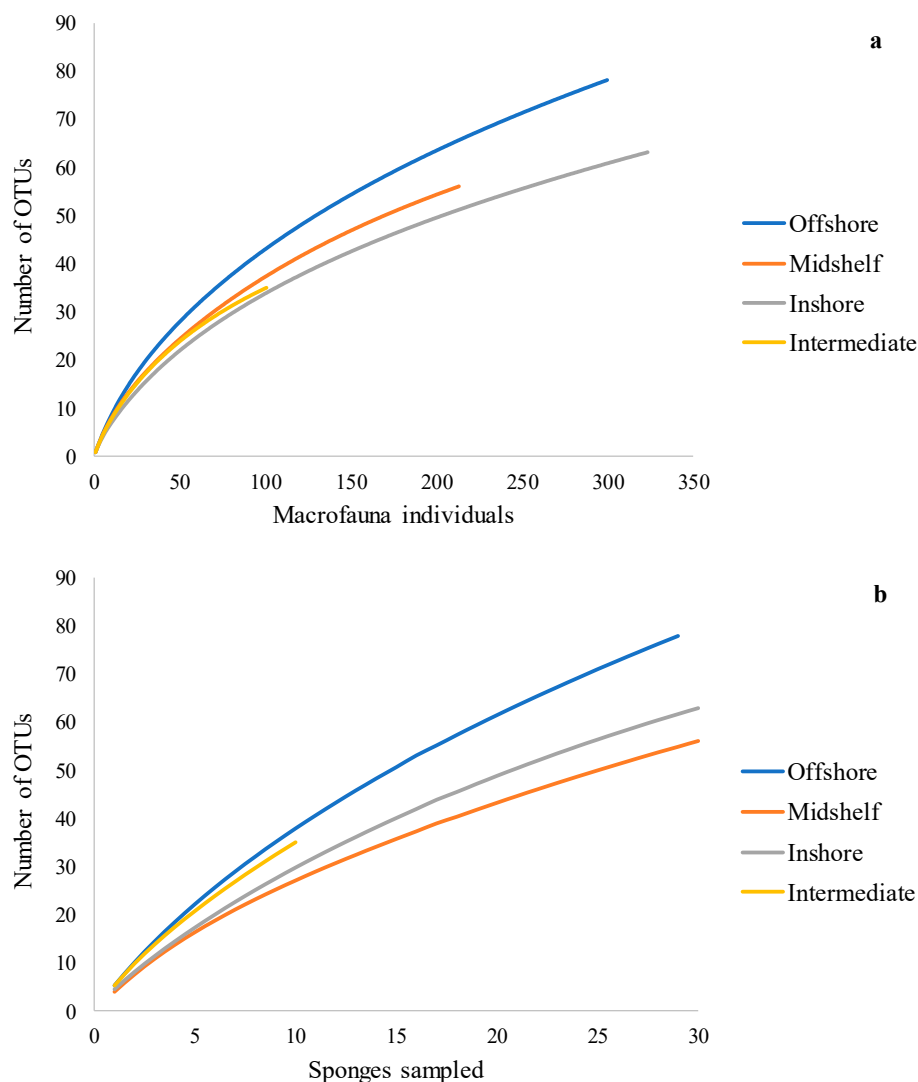 a
90
80
70
60
50
40
30
20
10
0
Number of OTUs
0 50 100 150 200 250 300 350
Macrofauna individuals
Offshore
Midshelf
Inshore
Intermediate
b
90
80
70
60
50
40
30
20
10
0
Number of OTUs
0 5 10 15 20 25 30
Sponges sampled
Offshore
Midshelf
Inshore
Intermediate